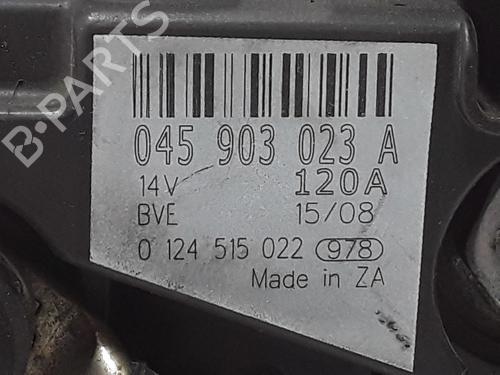 B-PARTS
045 903 023 A
14V 120A
BVE 15/08
0 124 515 022 978
Made in ZA